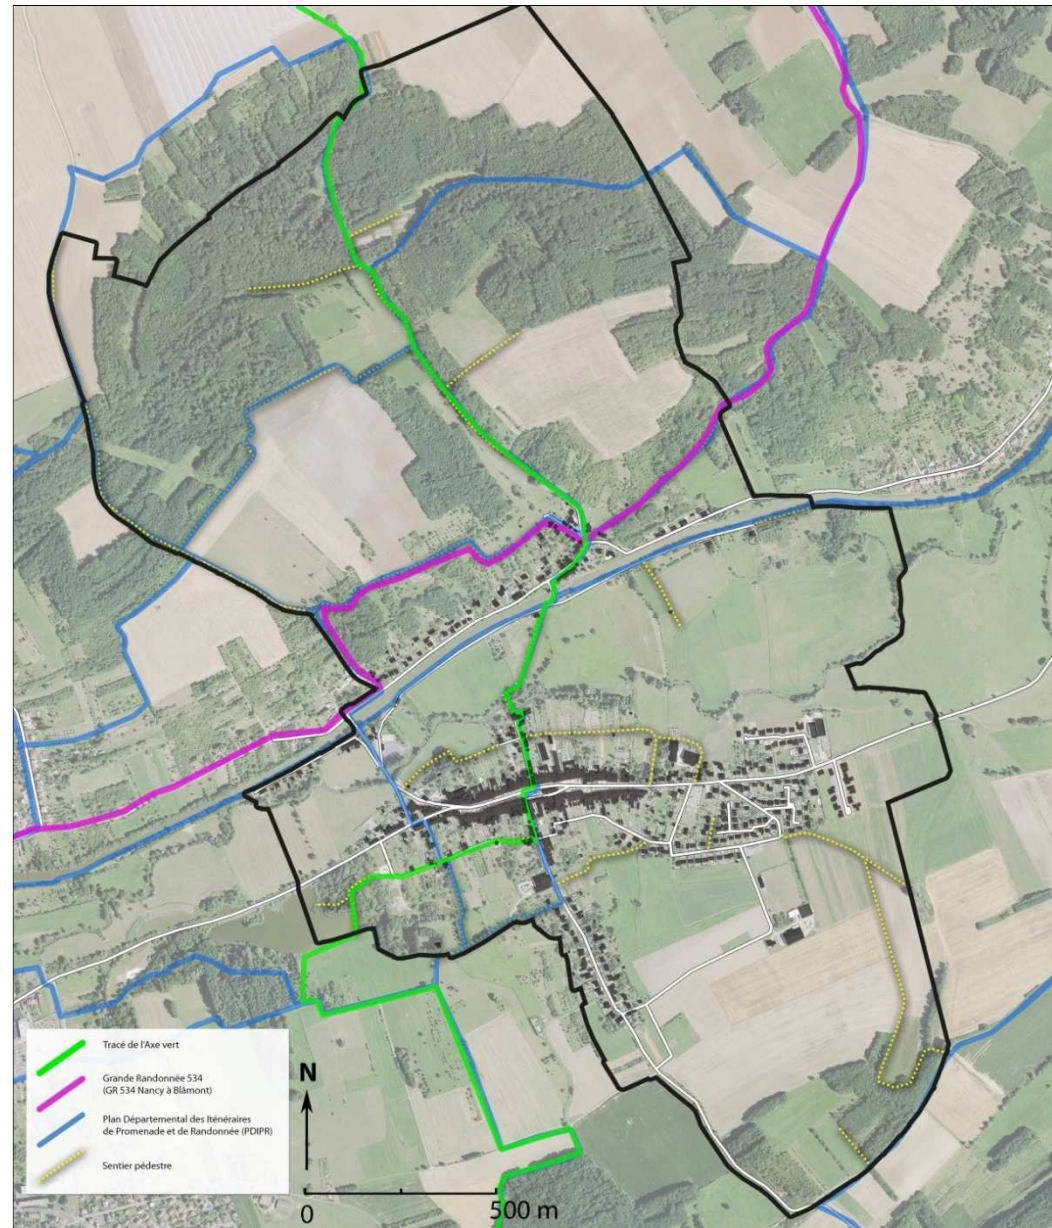 Tracé de l'Axe vert
Grande Randonnée 534
(GR 534 Nancy à Blâmont)
Plan Départemental des Iténéraires
de Promenade et de Randonnée (PDIPR)
Sentier pédestre
N
0
500 m